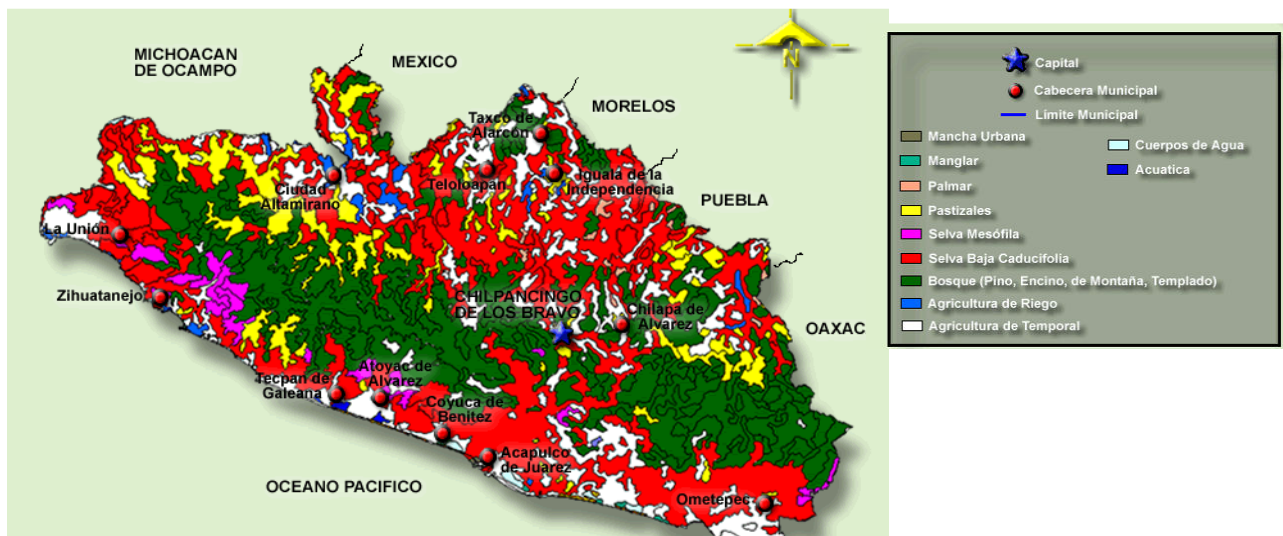 MICHOACAN
DE OCAMPO
MEXICO
N
MORELOS
Taxco de
Alarcón
Teloloapan
Iguala de la
Independencia
Ciudad
Altamirano
PUEBLA
La Unión
Zihuatanejo
CHILPANCINGO
DE LOS BRAVO
Chilapa de
Alvarez
OAXAC
Atoyac de
Alvarez
Tecpan de
Galeana
Coyuca de
Benitez
Acapulco
de Juarez
OCEANO PACIFICO
Ometepec
Capital
Cabecera Municipal
Límite Municipal
Mancha Urbana
Manglar
Palmar
Pastizales
Selva Mesófila
Selva Baja Caducifolia
Bosque (Pino, Encino, de Montaña, Templado)
Agricultura de Riego
Agricultura de Temporal
Cuerpos de Agua
Acuatica